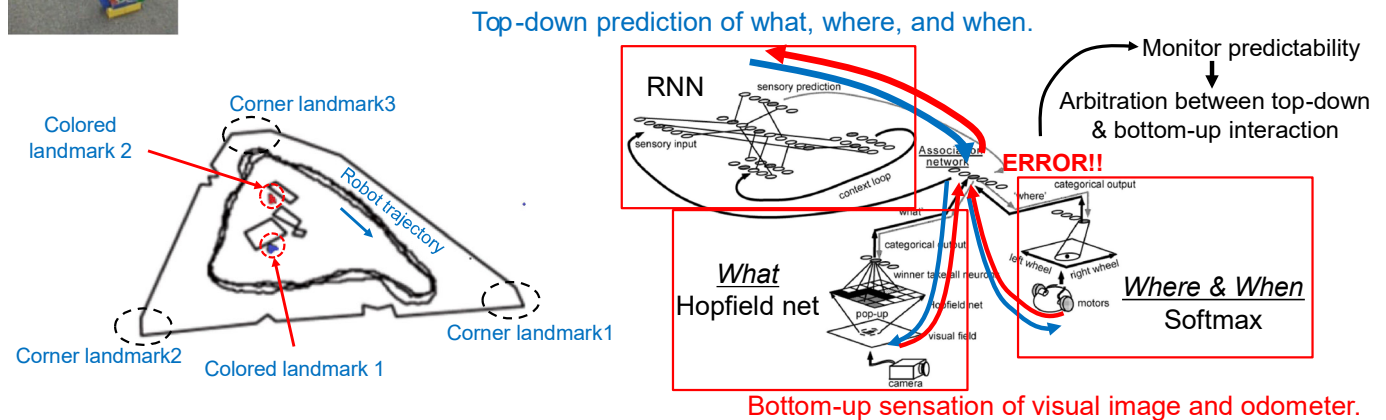 Top-down prediction of what, where, and when.
Corner landmark3
Colored
landmark 2
Robot trajectory
Corner landmark2
Colored landmark 1
Corner landmark1
RNN
sensory prediction
sensory input
context loop
Association
network
ERROR!!
Monitor predictability
Arbitration between top-down
& bottom-up interaction
'what'
categorical output
What
Hopfield net
winner take all neurons
Hopfield net
pop-up
visual field
camera
'where'
categorical output
left wheel
right wheel
motors
Where & When
Softmax
Bottom-up sensation of visual image and odometer.